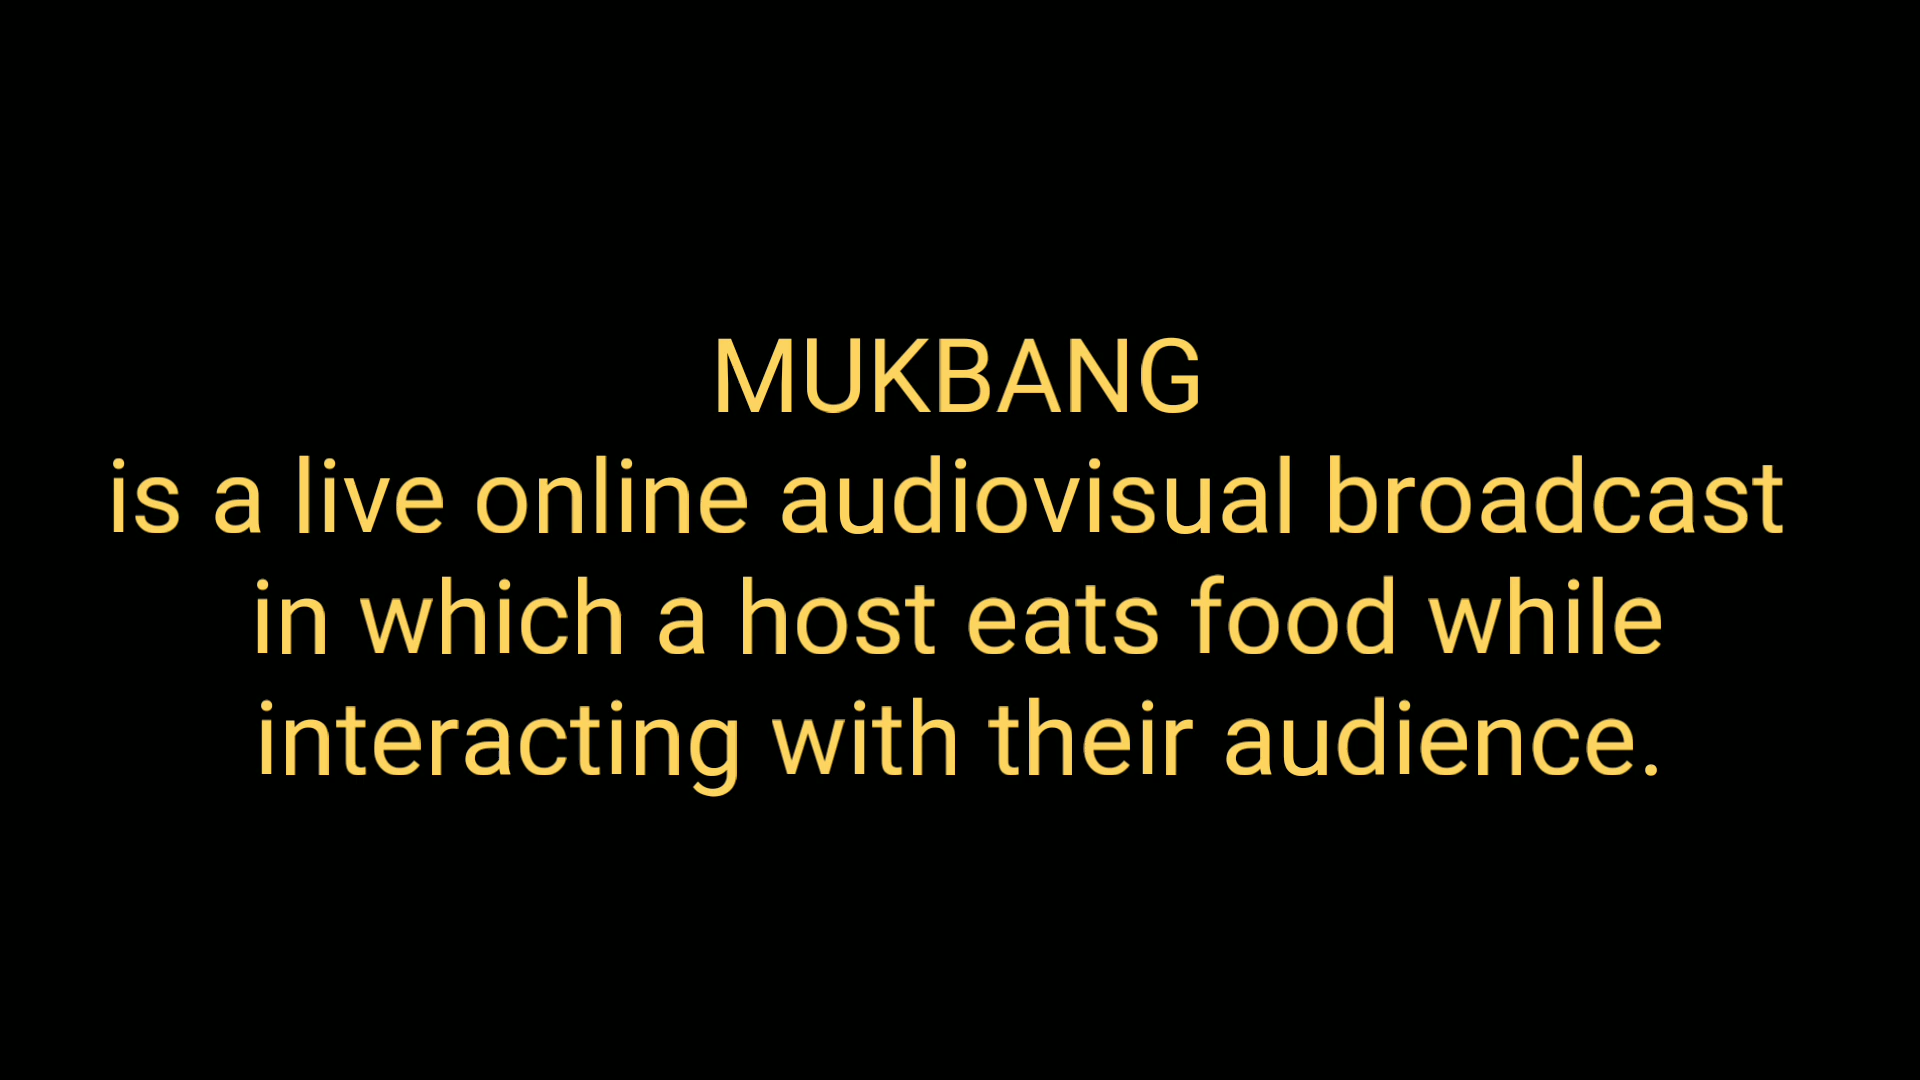 MUKBANG
is a live online audiovisual broadcast
in which a host eats food while
interacting with their audience.